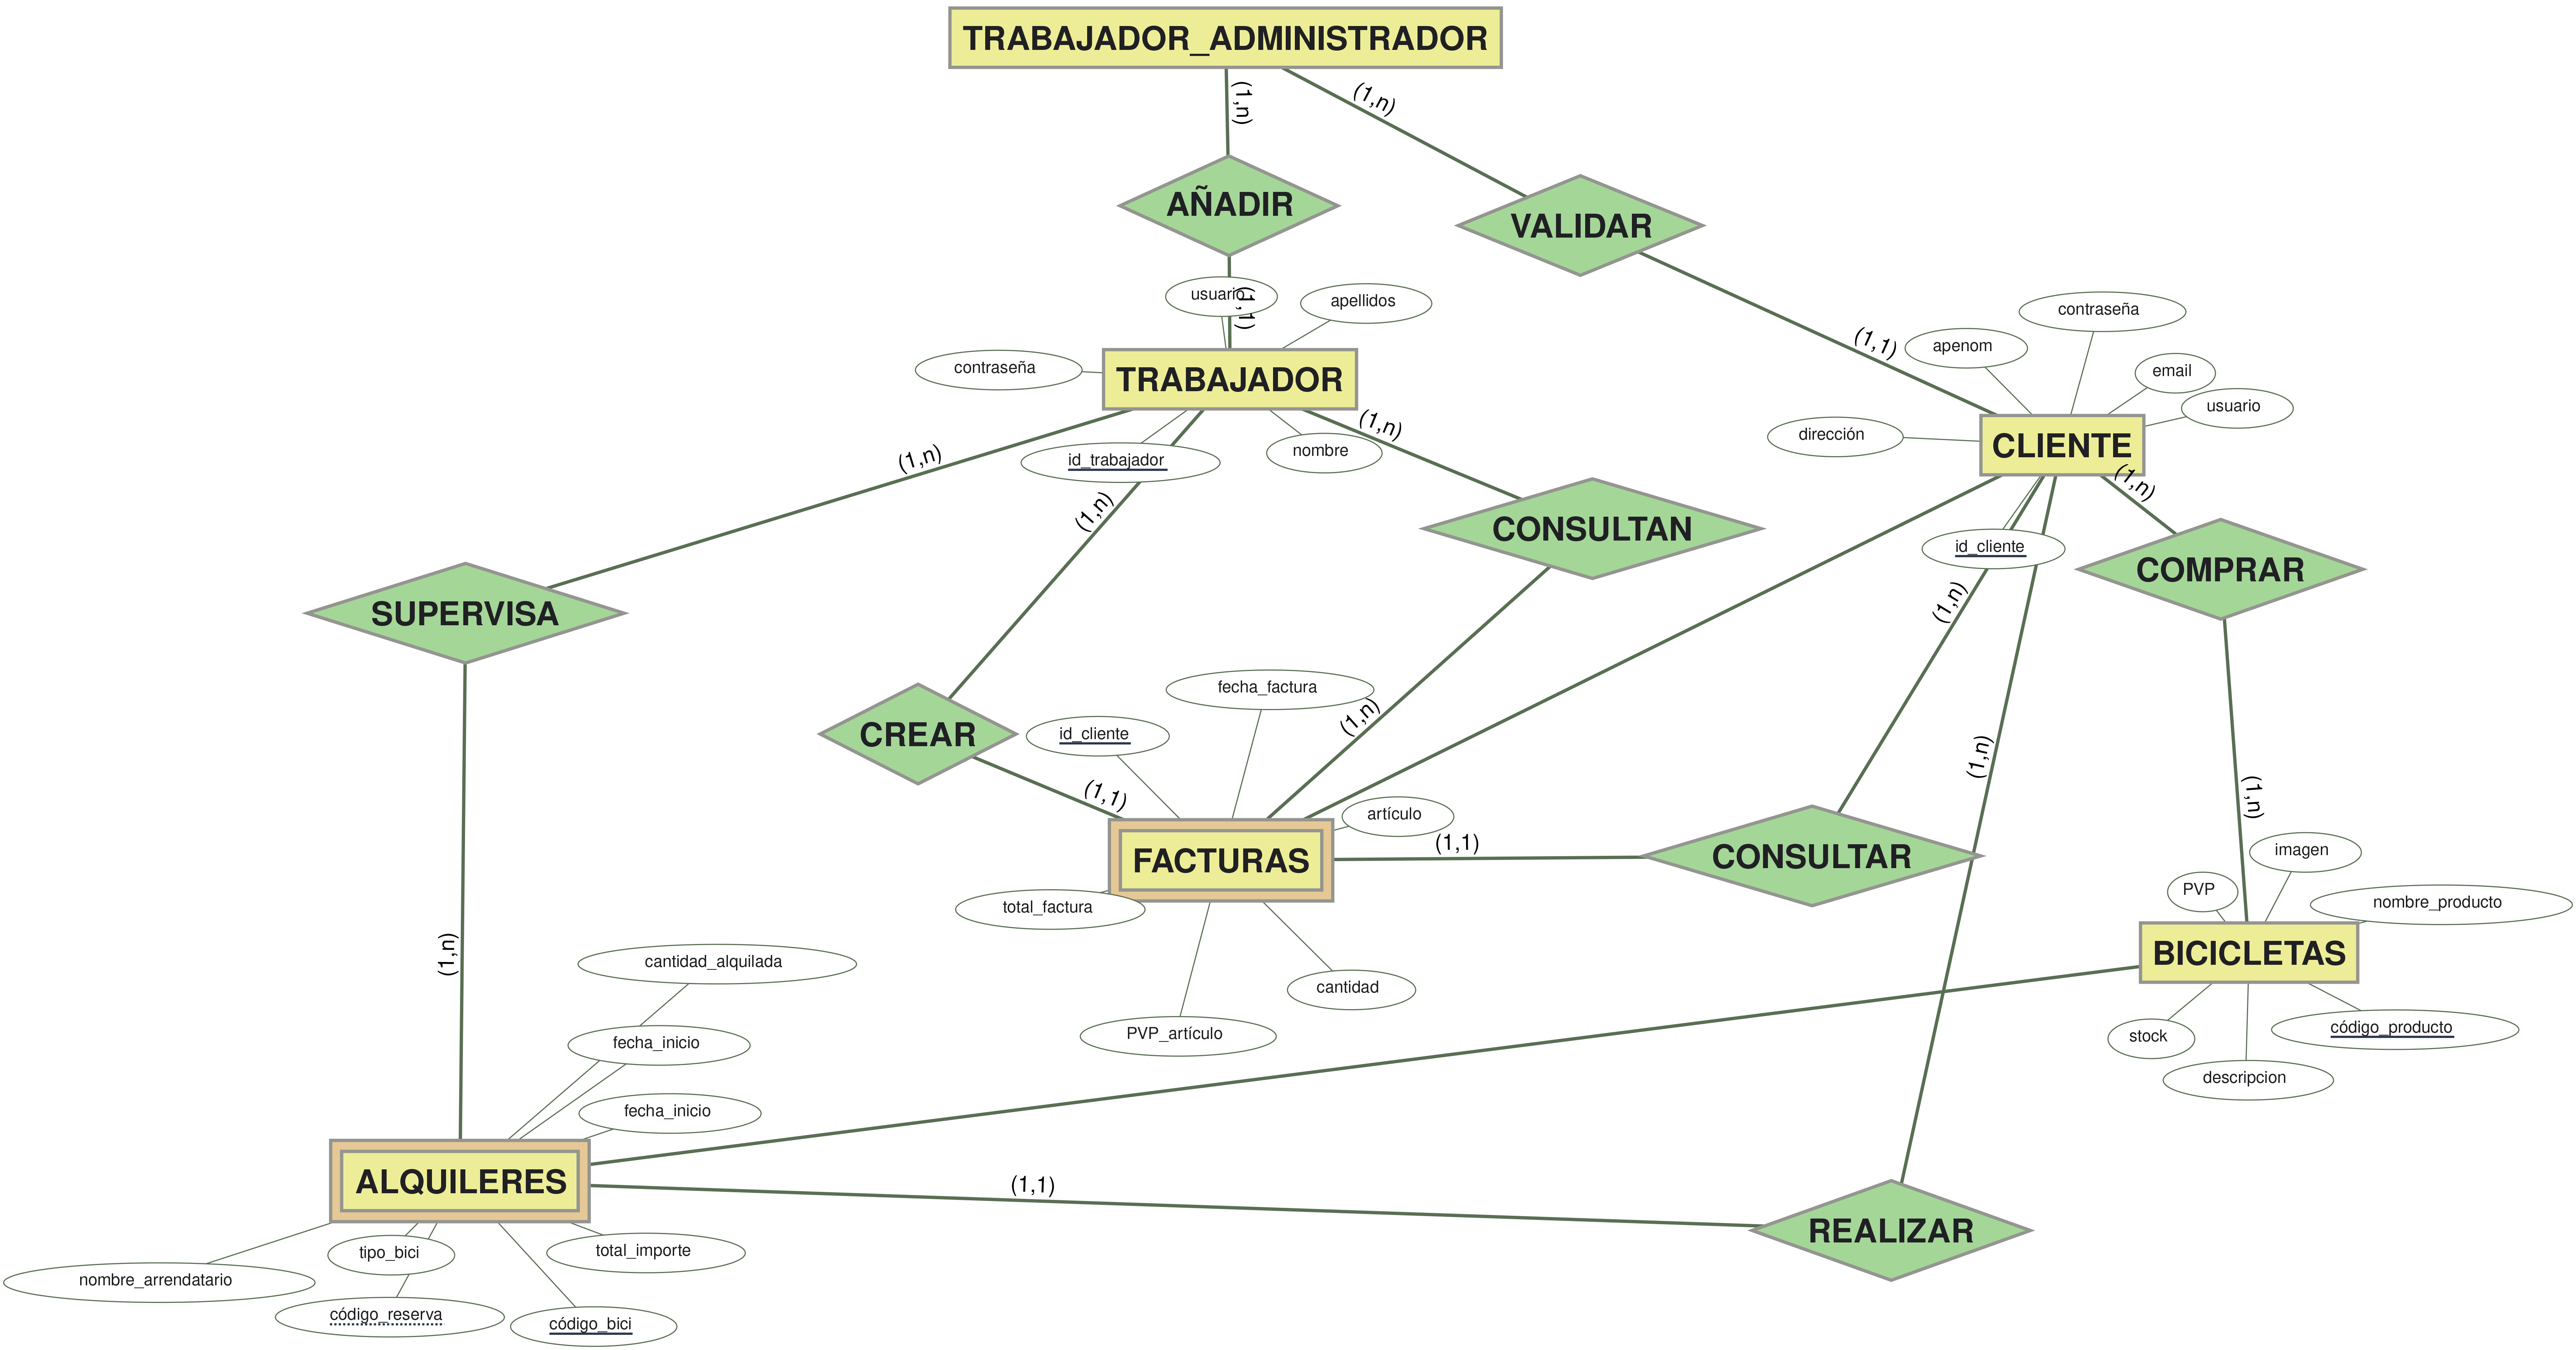 TRABAJADOR_ADMINISTRADOR
(1,n)
(1,n)
AÑADIR
VALIDAR
usuario
(1,1)
apellidos
contraseña
TRABAJADOR
id_trabajador
nombre
(1,1)
apenom
contraseña
email
usuario
dirección
CLIENTE
(1,n)
(1,n)
(1,n)
(1,n)
CONSULTAN
id_cliente
COMPRAR
SUPERVISA
(1,n)
CREAR
id_cliente
fecha_factura
(1,n)
(1,n)
(1,n)
(1,1)
artículo
FACTURAS
(1,1)
CONSULTAR
total_factura
cantidad
PVP_artículo
imagen
PVP
nombre_producto
BICICLETAS
stock
código_producto
descripcion
(1,n)
cantidad_alquilada
fecha_inicio
fecha_inicio
ALQUILERES
(1,1)
REALIZAR
tipo_bici
total_importe
nombre_arrendatario
código_reserva
código_bici